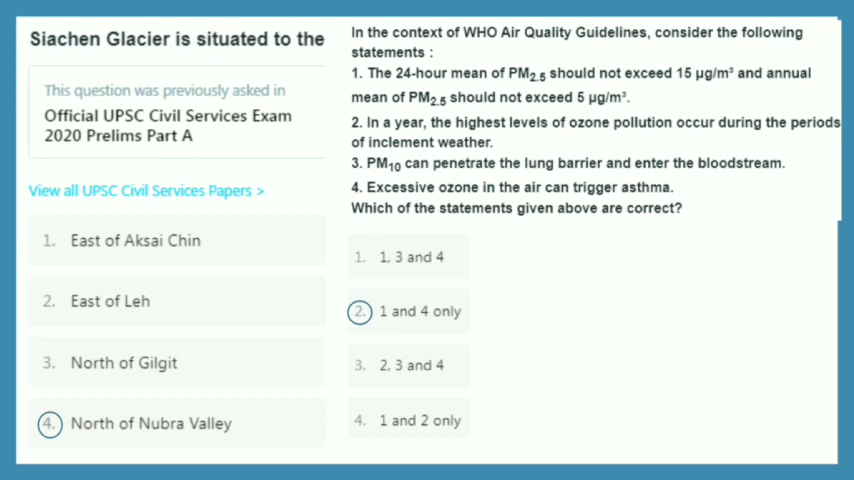 Siachen Glacier is situated to the
This question was previously asked in
Official UPSC Civil Services Exam
2020 Prelims Part A
View all UPSC Civil Services Papers >
1. East of Aksai Chin
2. East of Leh
3. North of Gilgit
4. North of Nubra Valley
In the context of WHO Air Quality Guidelines, consider the following
statements :
1. The 24-hour mean of PM₂.₅ should not exceed 15 µg/m³ and annual
mean of PM₂.₅ should not exceed 5 µg/m³.
2. In a year, the highest levels of ozone pollution occur during the periods
of inclement weather.
3. PM₁₀ can penetrate the lung barrier and enter the bloodstream.
4. Excessive ozone in the air can trigger asthma.
Which of the statements given above are correct?
1. 1, 3 and 4
2. 1 and 4 only
3. 2, 3 and 4
4. 1 and 2 only